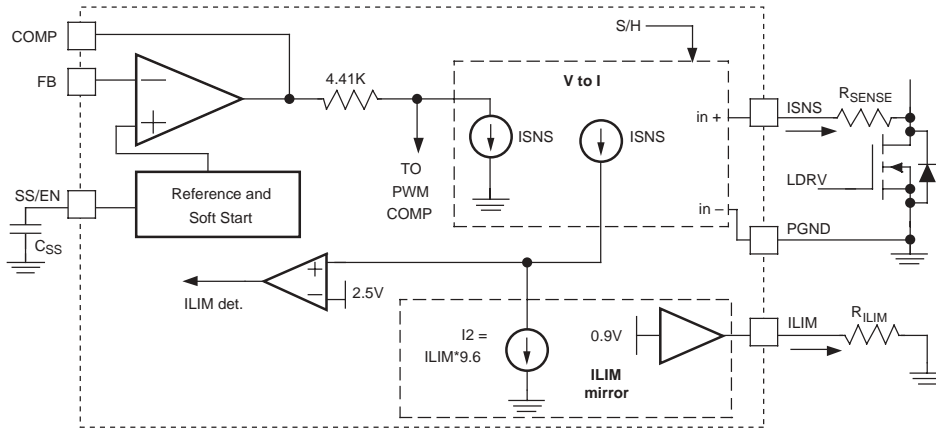 S/H
COMP
FB
4.41K
V to I
in +
ISNS
RSENSE
ISNS
ISNS
TO
PWM
COMP
LDRV
SS/EN
Reference and
Soft Start
CSS
in –
PGND
+
–
2.5V
ILIM det.
I2 =
ILIM*9.6
0.9V
ILIM
RILIM
ILIM
mirror